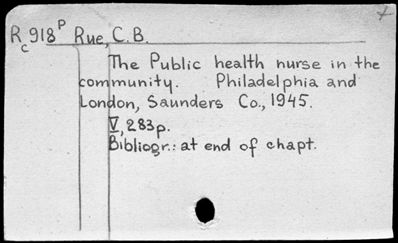 R_c 918^P Rue, C.B.
The Public health nurse in the
community. Philadelphia and
London, Saunders Co., 1945.
V, 283p.
Bibliogr.: at end of chapt.